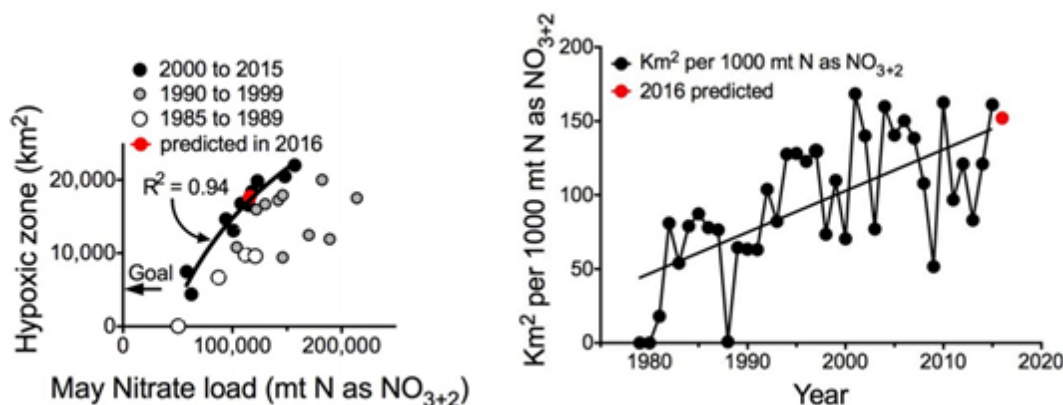 2000 to 2015
1990 to 1999
1985 to 1989
predicted in 2016
Hypoxic zone (km²)
20,000
10,000
0
R² = 0.94
Goal
0
100,000
200,000
May Nitrate load (mt N as NO₃₊₂)
Km² per 1000 mt N as NO₃₊₂
200
150
100
50
0
Km² per 1000 mt N as NO₃₊₂
2016 predicted
1980 1990 2000 2010 2020
Year